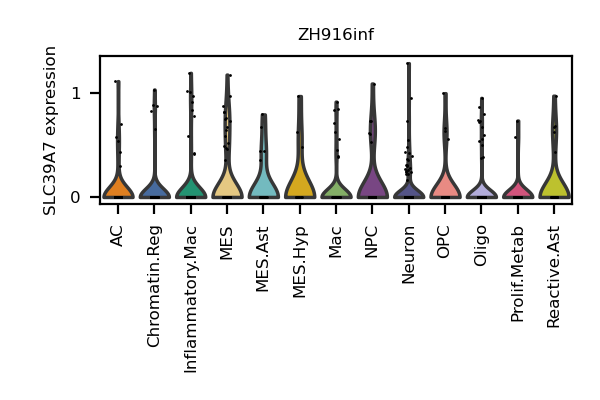 ZH916inf
SLC39A7 expression
1
0
AC
Chromatin.Reg
Inflammatory.Mac
MES
MES.Ast
MES.Hyp
Mac
NPC
Neuron
OPC
Oligo
Prolif.Metab
Reactive.Ast